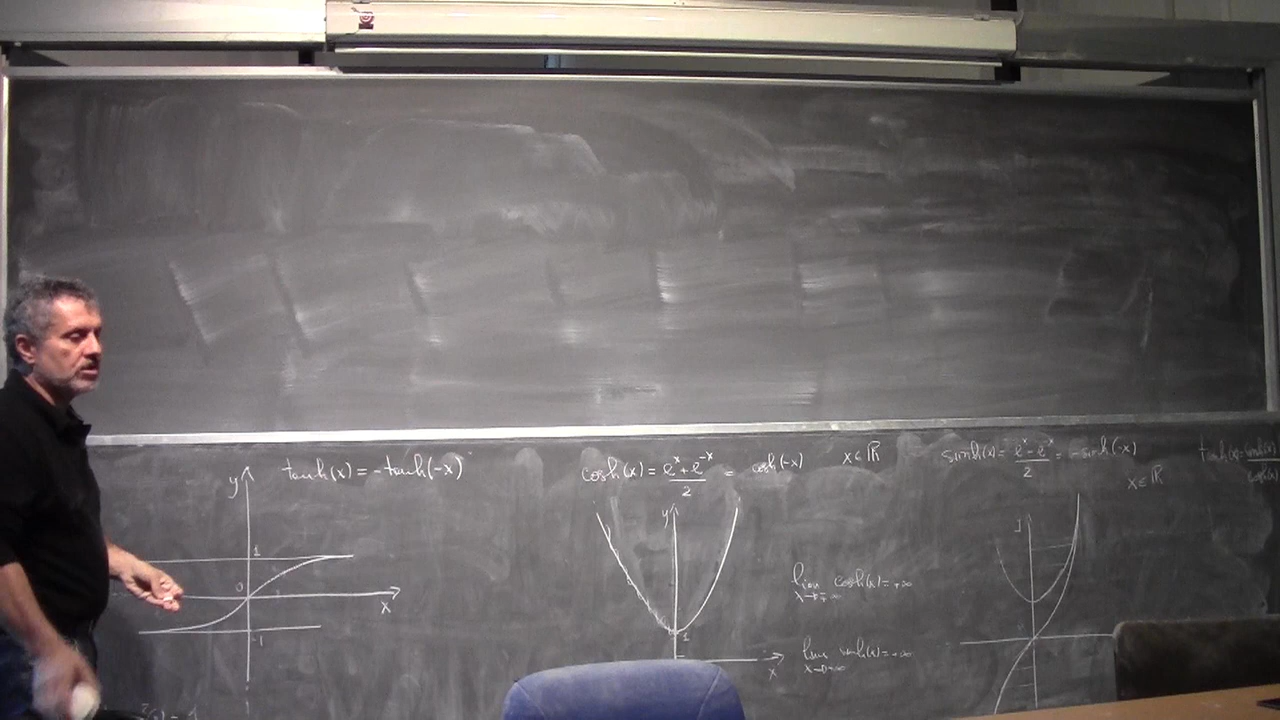 tanh(x) = -tanh(-x)
y
1
0
x
-1
cosh(x) = e^x + e^-x / 2 = cosh(-x) x ∈ ℝ
y
1
x
lim cosh(x) = +∞
lim sinh(x) = +∞
x→+∞
sinh(x) = e^x - e^-x / 2 = -sinh(-x)
x ∈ ℝ
tanh(x) = sinh(x) / cosh(x)